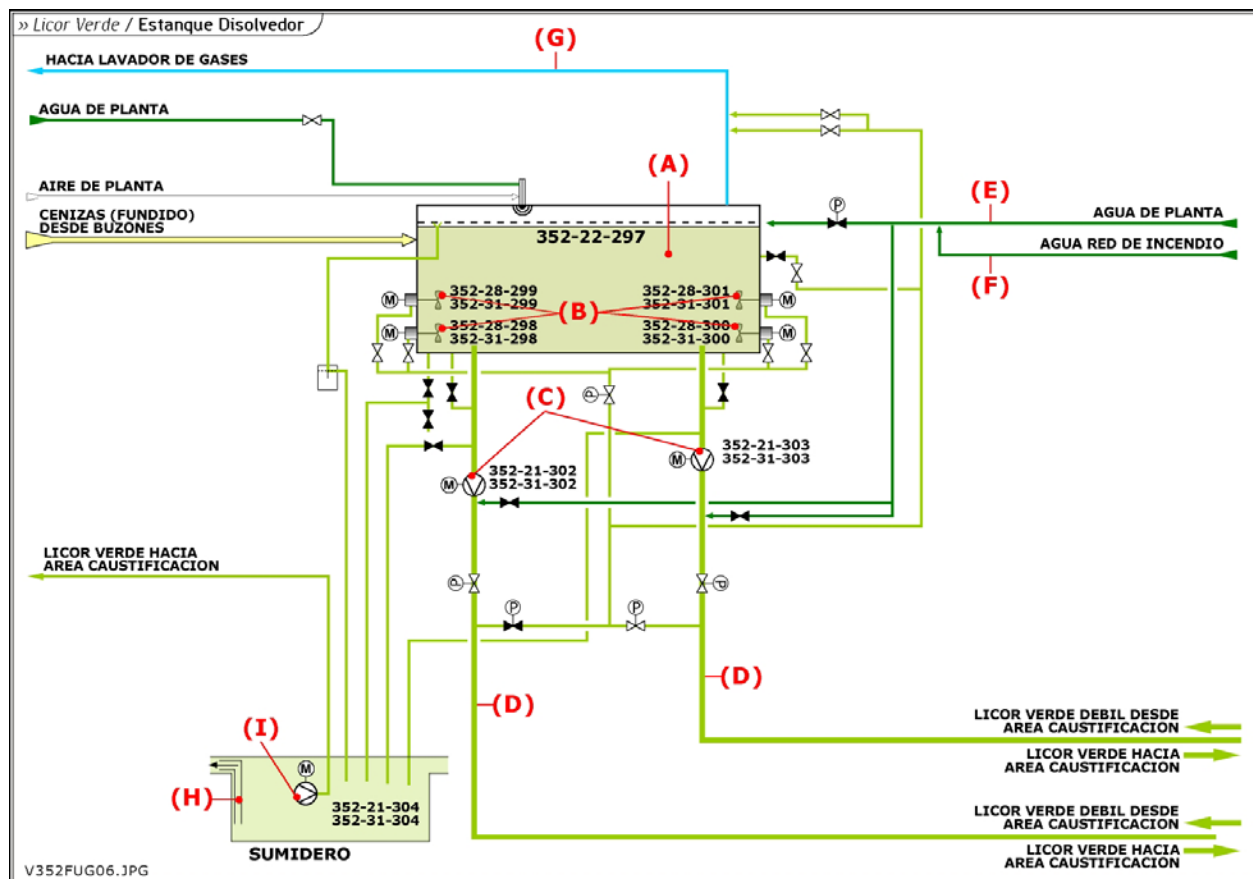 » Licor Verde / Estanque Disolvedor
HACIA LAVADOR DE GASES
(G)
AGUA DE PLANTA
(A)
AIRE DE PLANTA
CENIZAS (FUNDIDO)
DESDE BUZONES
P
(E)
AGUA DE PLANTA
352-22-297
AGUA RED DE INCENDIO
(F)
M
352-28-299
352-31-299
352-28-301
352-31-301
M
(B)
M
352-28-298
352-31-298
352-28-300
352-31-300
M
P
(C)
352-21-303
352-31-303
M
352-21-302
352-31-302
M
LICOR VERDE HACIA
AREA CAUSTIFICACION
P
P
P
P
(D)
(D)
LICOR VERDE DEBIL DESDE
AREA CAUSTIFICACION
LICOR VERDE HACIA
AREA CAUSTIFICACION
(I)
M
(H)
352-21-304
352-31-304
LICOR VERDE DEBIL DESDE
AREA CAUSTIFICACION
LICOR VERDE HACIA
AREA CAUSTIFICACION
SUMIDERO
V352FUG06.JPG